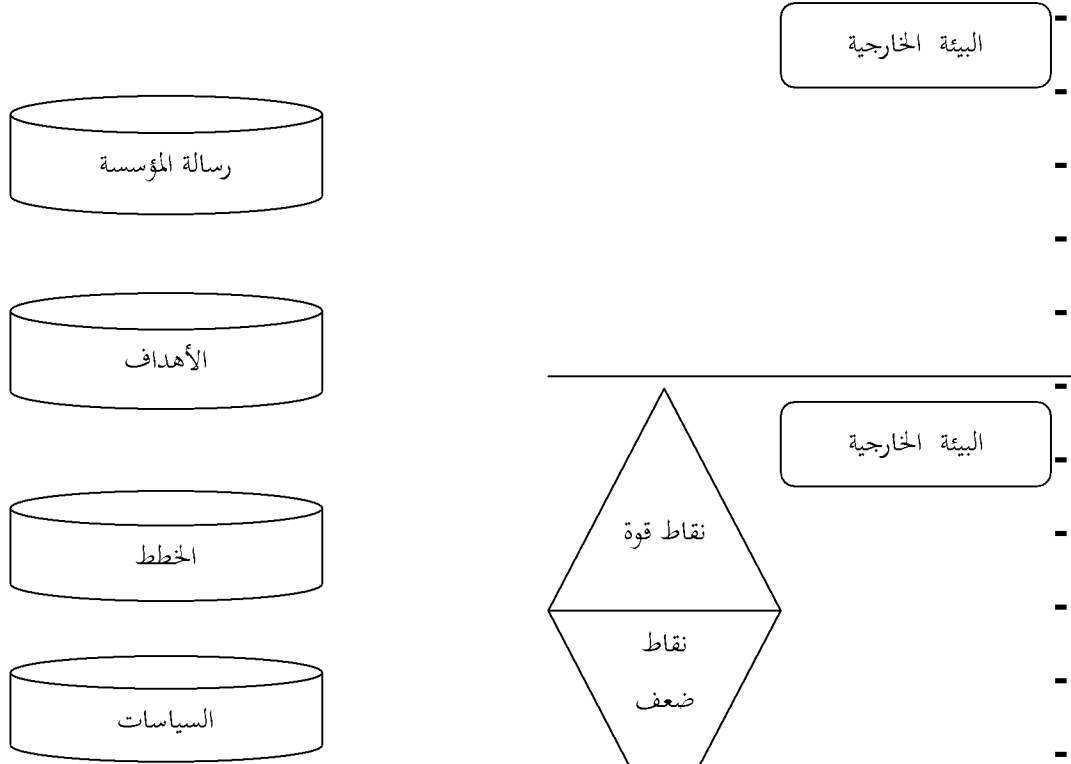 البيئة الخارجية
رسالة المؤسسة
الأهداف
البيئة الخارجية
نقاط قوة
الخطط
نقاط
ضعف
السياسات